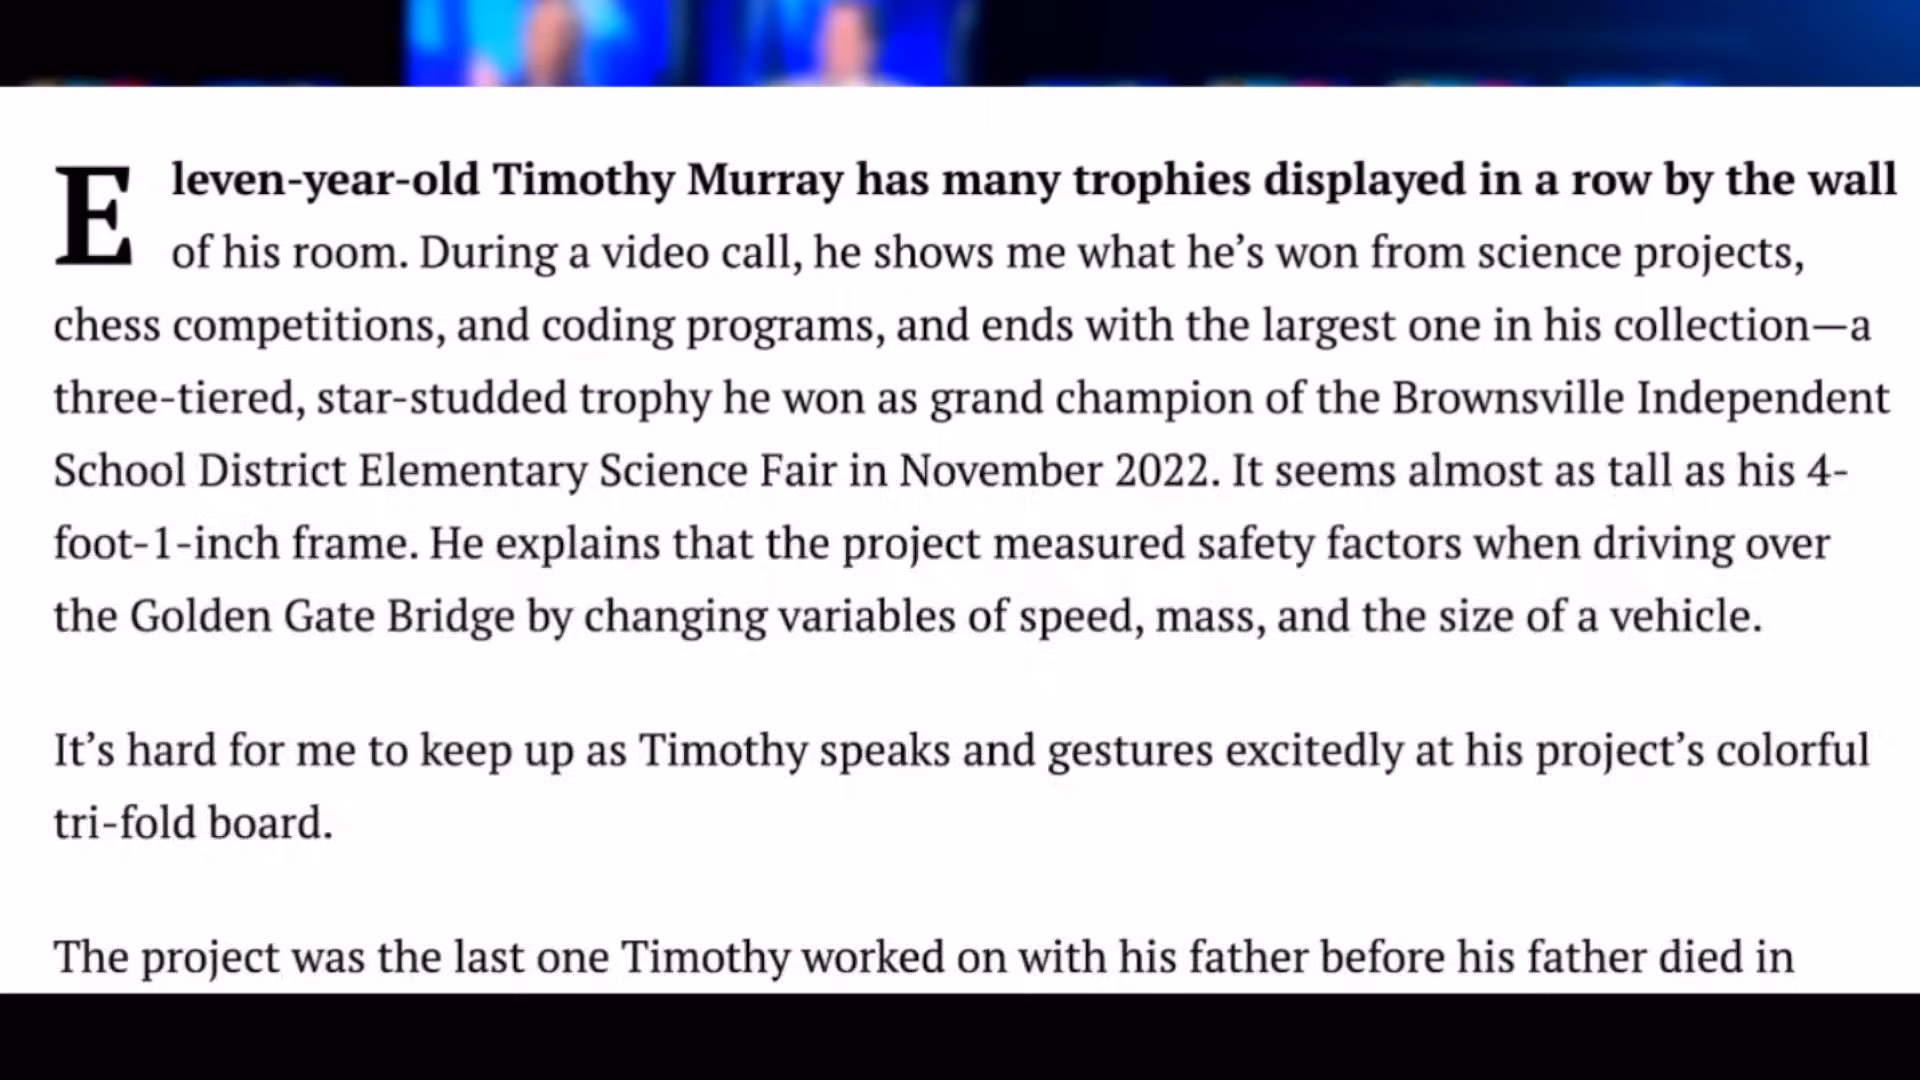 Eleven-year-old Timothy Murray has many trophies displayed in a row by the wall
of his room. During a video call, he shows me what he’s won from science projects,
chess competitions, and coding programs, and ends with the largest one in his collection—a
three-tiered, star-studded trophy he won as grand champion of the Brownsville Independent
School District Elementary Science Fair in November 2022. It seems almost as tall as his 4-
foot-1-inch frame. He explains that the project measured safety factors when driving over
the Golden Gate Bridge by changing variables of speed, mass, and the size of a vehicle.
It’s hard for me to keep up as Timothy speaks and gestures excitedly at his project’s colorful
tri-fold board.
The project was the last one Timothy worked on with his father before his father died in